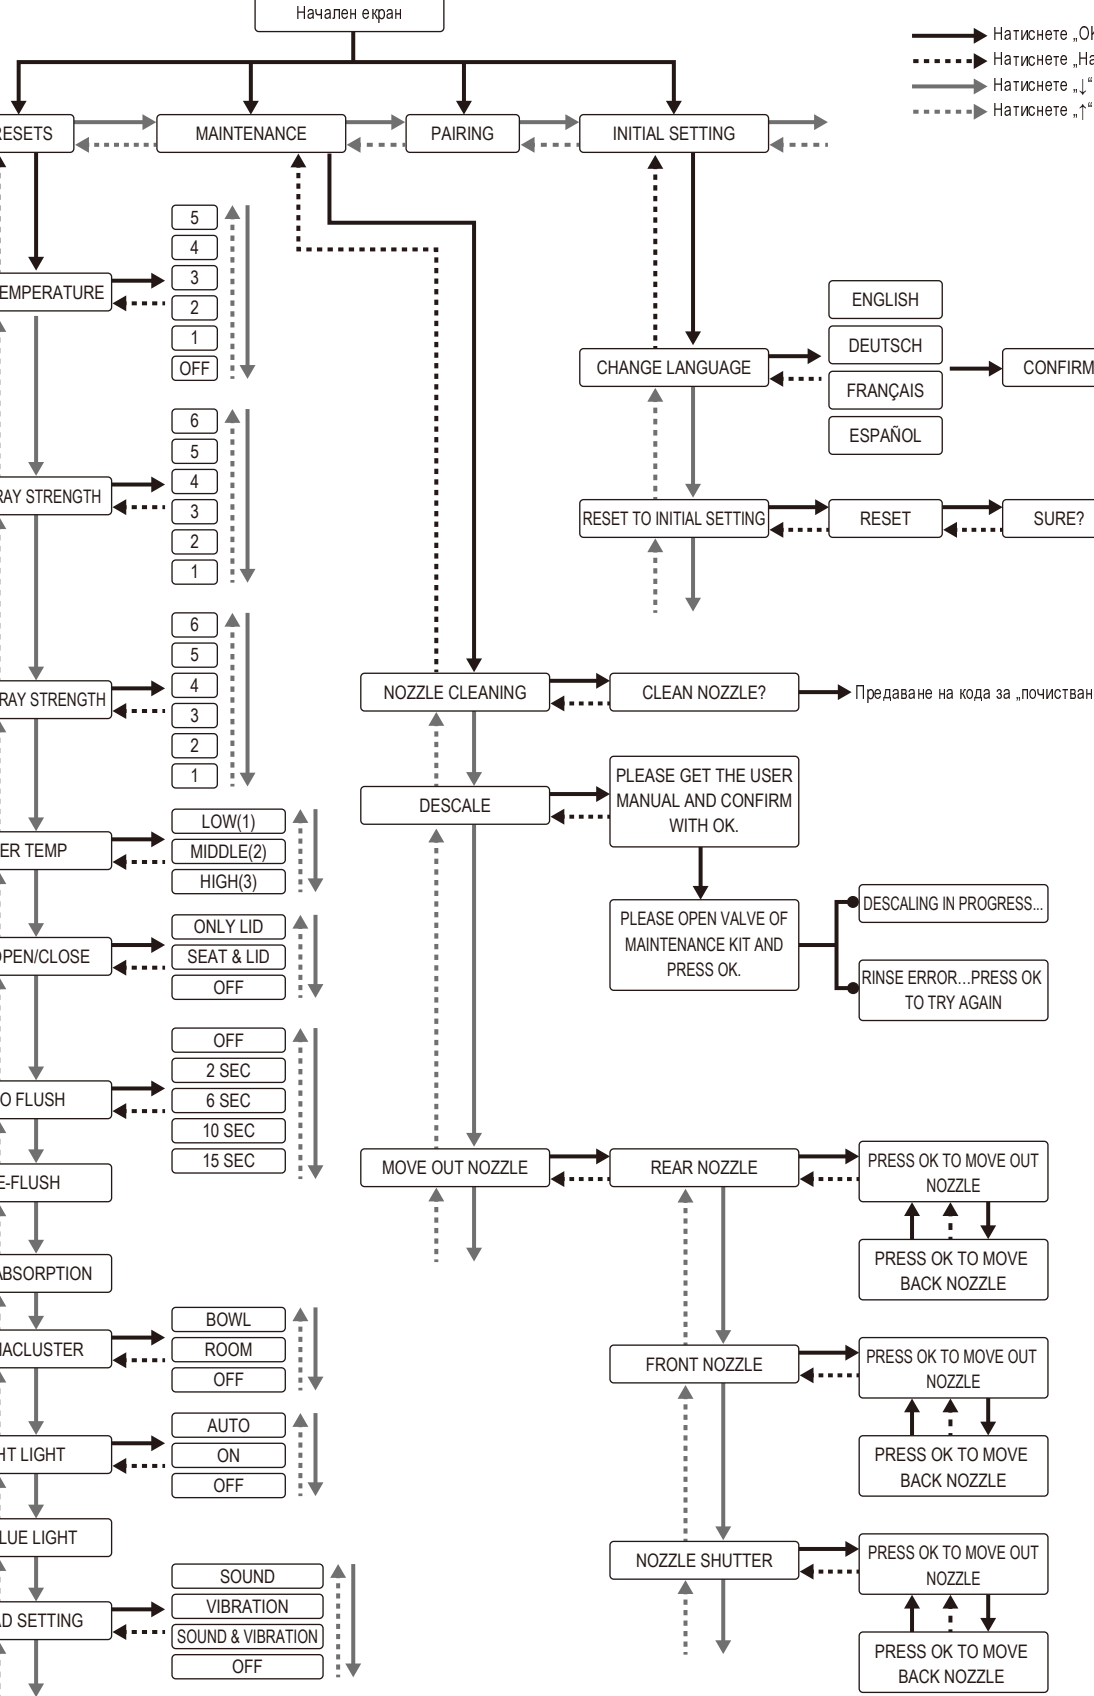 Начален екран
Натиснете „OK
Натиснете „На
Натиснете „↓“
Натиснете „↑“
RESETS
MAINTENANCE
PAIRING
INITIAL SETTING
TEMPERATURE
5
4
3
2
1
OFF
RAY STRENGTH
6
5
4
3
2
1
RAY STRENGTH
6
5
4
3
2
1
ER TEMP
LOW(1)
MIDDLE(2)
HIGH(3)
OPEN/CLOSE
ONLY LID
SEAT & LID
OFF
O FLUSH
OFF
2 SEC
6 SEC
10 SEC
15 SEC
E-FLUSH
ABSORPTION
ACLUSTER
BOWL
ROOM
OFF
HT LIGHT
AUTO
ON
OFF
LUE LIGHT
AD SETTING
SOUND
VIBRATION
SOUND & VIBRATION
OFF
NOZZLE CLEANING
CLEAN NOZZLE?
Предаване на кода за „почистван
DESCALE
PLEASE GET THE USER
MANUAL AND CONFIRM
WITH OK.
PLEASE OPEN VALVE OF
MAINTENANCE KIT AND
PRESS OK.
DESCALING IN PROGRESS...
RINSE ERROR…PRESS OK
TO TRY AGAIN
MOVE OUT NOZZLE
REAR NOZZLE
PRESS OK TO MOVE OUT
NOZZLE
PRESS OK TO MOVE
BACK NOZZLE
FRONT NOZZLE
PRESS OK TO MOVE OUT
NOZZLE
PRESS OK TO MOVE
BACK NOZZLE
NOZZLE SHUTTER
PRESS OK TO MOVE OUT
NOZZLE
PRESS OK TO MOVE
BACK NOZZLE
CHANGE LANGUAGE
ENGLISH
DEUTSCH
FRANÇAIS
ESPAÑOL
CONFIRM
RESET TO INITIAL SETTING
RESET
SURE?